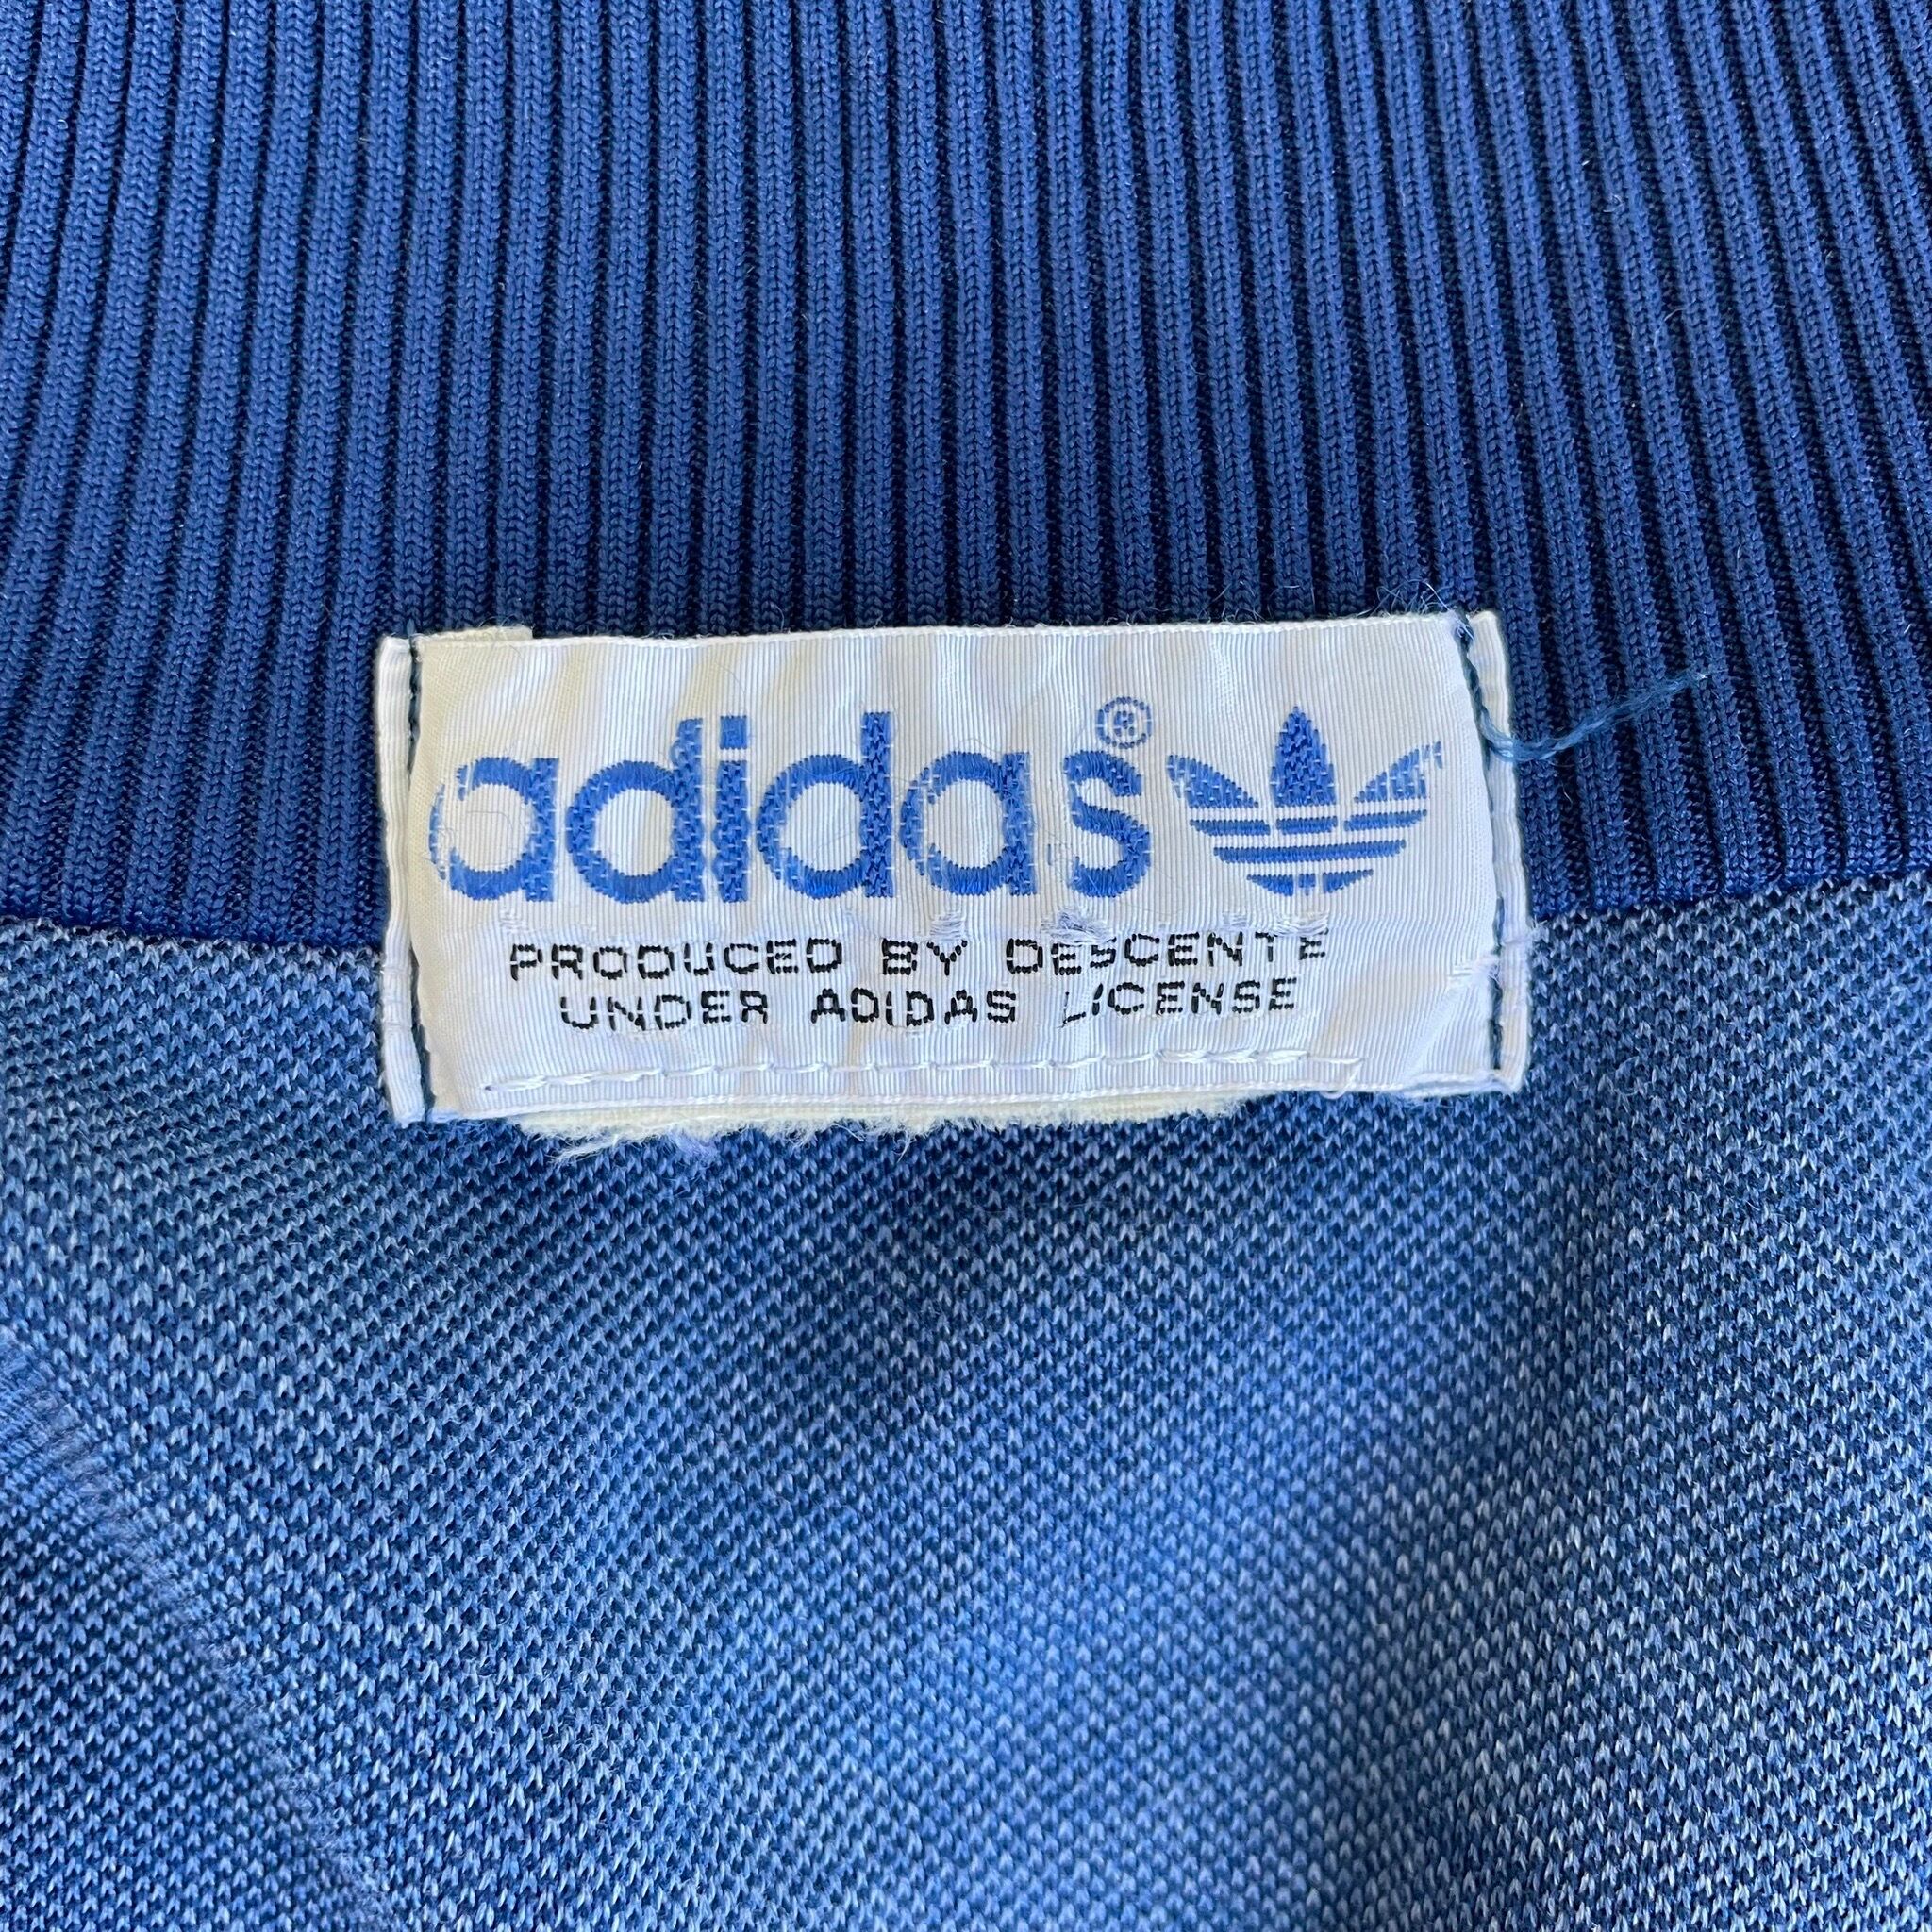 adidas®
PRODUCED BY DESCENTE
UNDER ADIDAS LICENSE